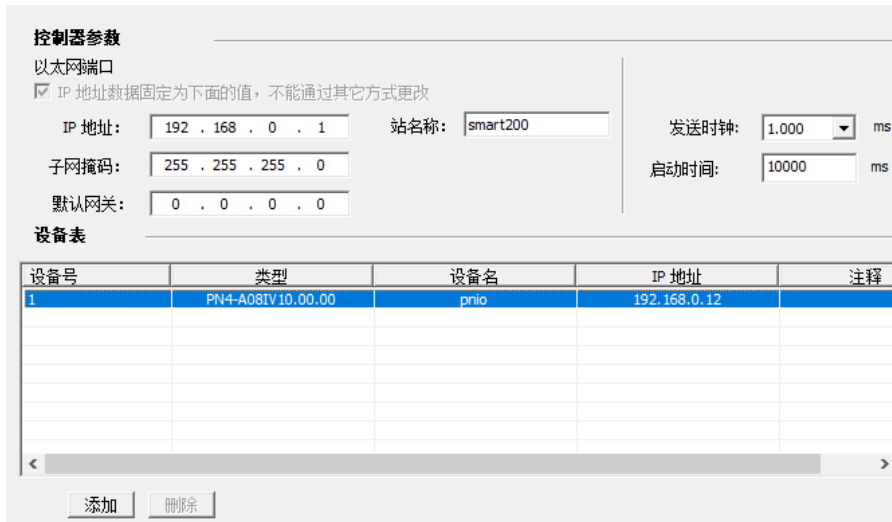 控制器参数
以太网端口
IP 地址数据固定为下面的值，不能通过其它方式更改
IP 地址： 192 . 168 . 0 . 1 站名称： smart200 发送时钟: 1.000 ms
子网掩码： 255 . 255 . 255 . 0 启动时间: 10000 ms
默认网关： 0 . 0 . 0 . 0
设备表
设备号 类型 设备名 IP 地址 注释
1 PN4-A08IV10.00.00 pnio 192.168.0.12
添加 删除